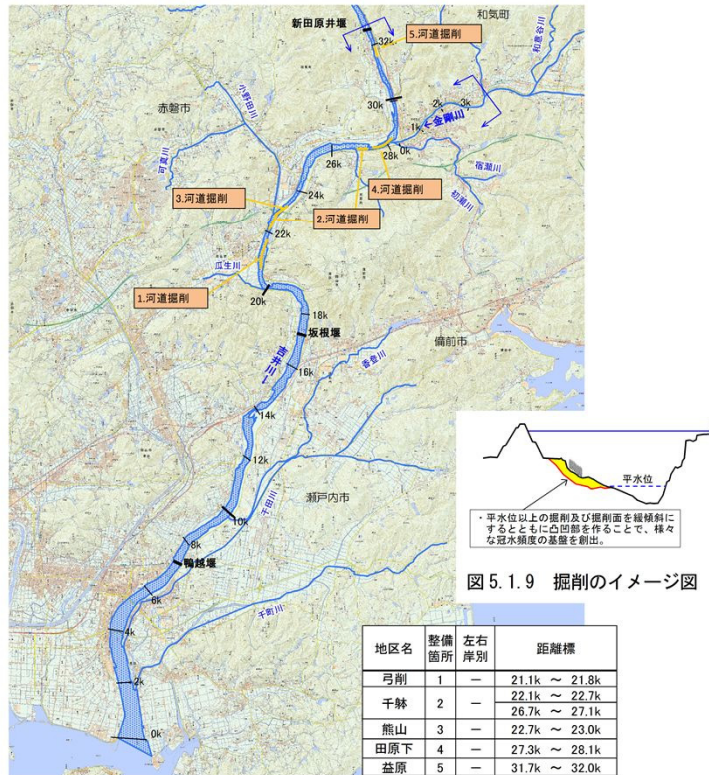 和気町
新田原井堰
32k
5.河道掘削
和意谷川
30k
赤磐市
小野田川
2k
3k
←金剛川
1k
可真川
26k
28k
0k
宿瀬川
初瀬川
24k
4.河道掘削
3.河道掘削
2.河道掘削
22k
瓜生川
20k
1.河道掘削
18k
坂根堰
備前市
吉井川→
16k
香登川
14k
12k
瀬戸内市
千田川
10k
8k
鴨越堰
6k
千町川
4k
2k
0k
平水位
・平水位以上の掘削及び掘削面を緩傾斜に
するとともに凸凹部を作ることで、様々
な冠水頻度の基盤を創出。
図5.1.9 掘削のイメージ図
地区名 整備箇所 左右岸別 距離標
弓削 1 － 21.1k ～ 21.8k
千躰 2 － 22.1k ～ 22.7k
26.7k ～ 27.1k
熊山 3 － 22.7k ～ 23.0k
田原下 4 － 27.3k ～ 28.1k
益原 5 － 31.7k ～ 32.0k